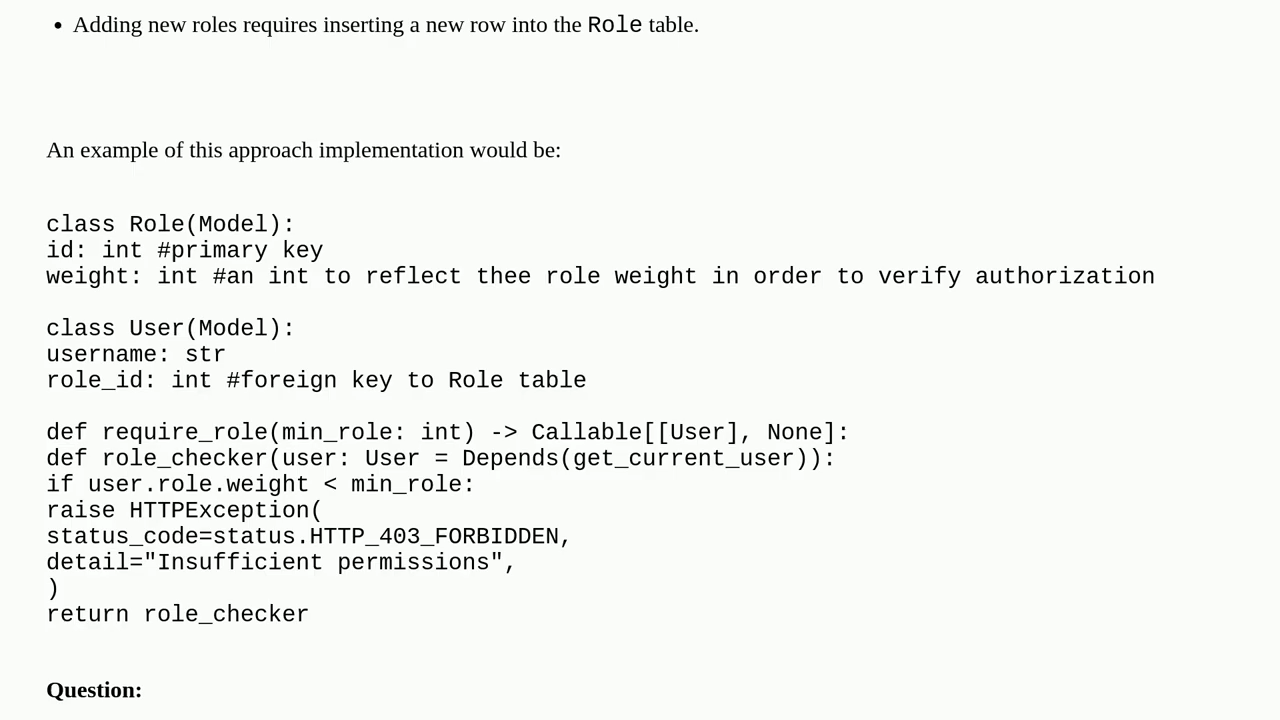 • Adding new roles requires inserting a new row into the Role table.
An example of this approach implementation would be:
class Role(Model):
id: int #primary key
weight: int #an int to reflect thee role weight in order to verify authorization
class User(Model):
username: str
role_id: int #foreign key to Role table
def require_role(min_role: int) -> Callable[[User], None]:
def role_checker(user: User = Depends(get_current_user)):
if user.role.weight < min_role:
raise HTTPException(
status_code=status.HTTP_403_FORBIDDEN,
detail="Insufficient permissions",
)
return role_checker
Question: